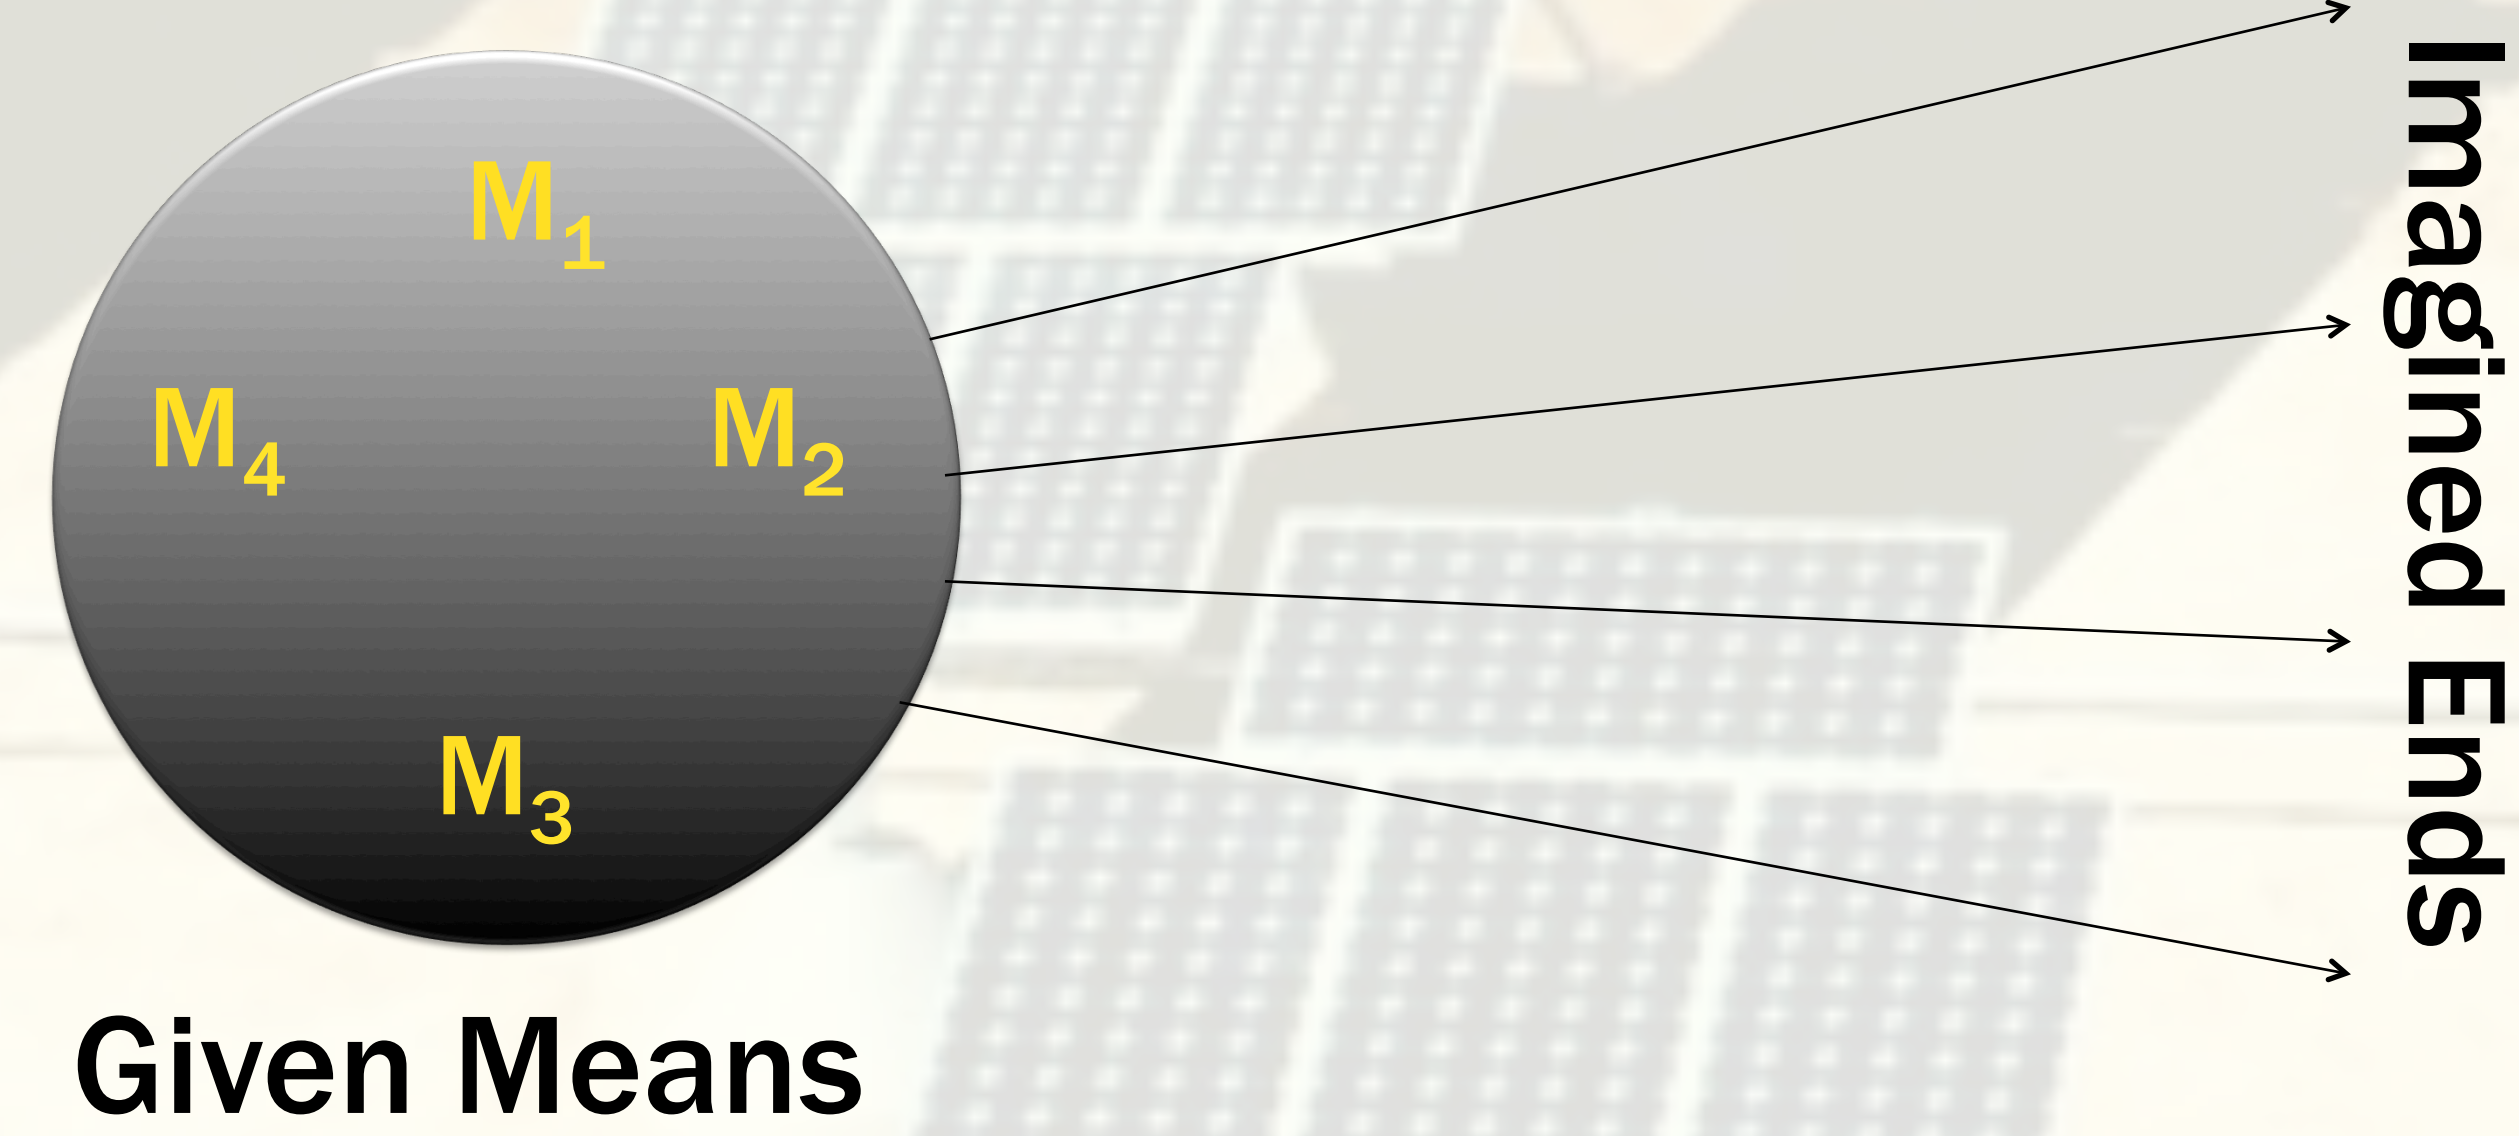 M₁
M₄
M₂
M₃
Given Means
Imagined Ends